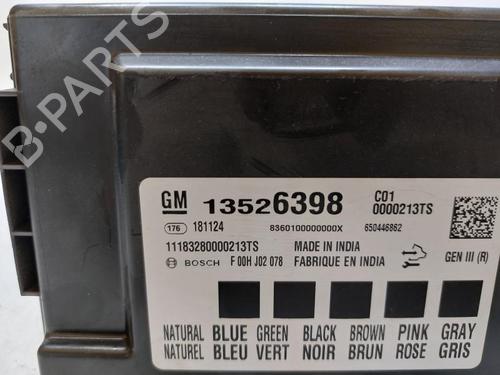 GM 13526398 C01
0000213TS
176 181124 8360100000000X 650446862
11183280000213TS MADE IN INDIA
BOSCH F 00H J02 078 FABRIQUE EN INDIA GEN III (R)
NATURAL BLUE GREEN BLACK BROWN PINK GRAY
NATUREL BLEU VERT NOIR BRUN ROSE GRIS
B-PARTS